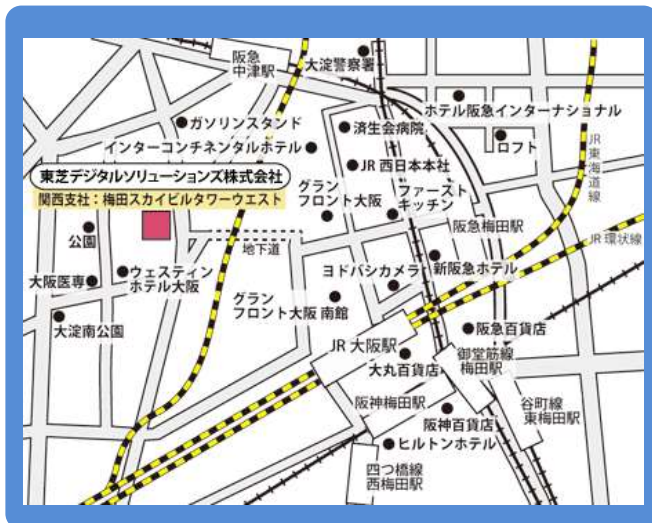 阪急
中津駅
大淀警察署
ホテル阪急インターナショナル
ガソリンスタンド
済生会病院
ロフト
インターコンチネンタルホテル
JR 西日本本社
JR東海道線
東芝デジタルソリューションズ株式会社
関西支社：梅田スカイビルタワーウエスト
グラン
フロント大阪
ファースト
キッチン
阪急梅田駅
公園
地下道
JR 環状線
大阪医専
ウェスティン
ホテル大阪
ヨドバシカメラ
新阪急ホテル
グラン
フロント大阪 南館
大淀南公園
阪急百貨店
JR 大阪駅
大丸百貨店
御堂筋線
梅田駅
阪神梅田駅
阪神百貨店
谷町線
東梅田駅
ヒルトンホテル
四つ橋線
西梅田駅